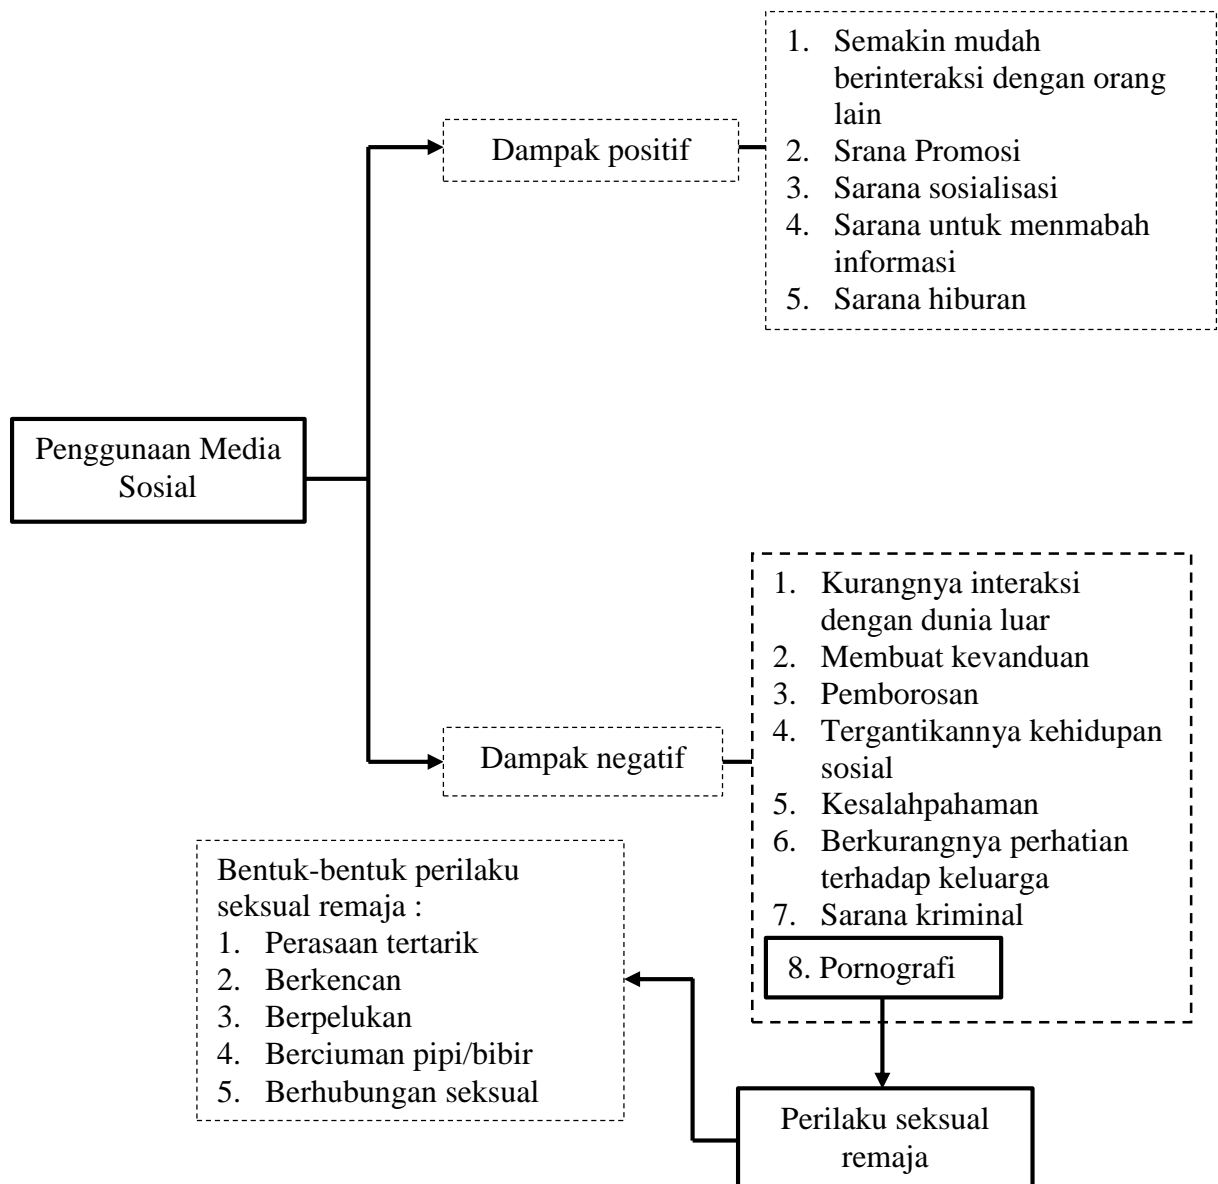 1. Semakin mudah
berinteraksi dengan orang
lain
2. Srana Promosi
3. Sarana sosialisasi
4. Sarana untuk menmabah
informasi
5. Sarana hiburan
Dampak positif
Penggunaan Media
Sosial
1. Kurangnya interaksi
dengan dunia luar
2. Membuat kevanduan
3. Pemborosan
4. Tergantikannya kehidupan
sosial
5. Kesalahpahaman
6. Berkurangnya perhatian
terhadap keluarga
7. Sarana kriminal
8. Pornografi
Dampak negatif
Bentuk-bentuk perilaku
seksual remaja :
1. Perasaan tertarik
2. Berkencan
3. Berpelukan
4. Berciuman pipi/bibir
5. Berhubungan seksual
Perilaku seksual
remaja